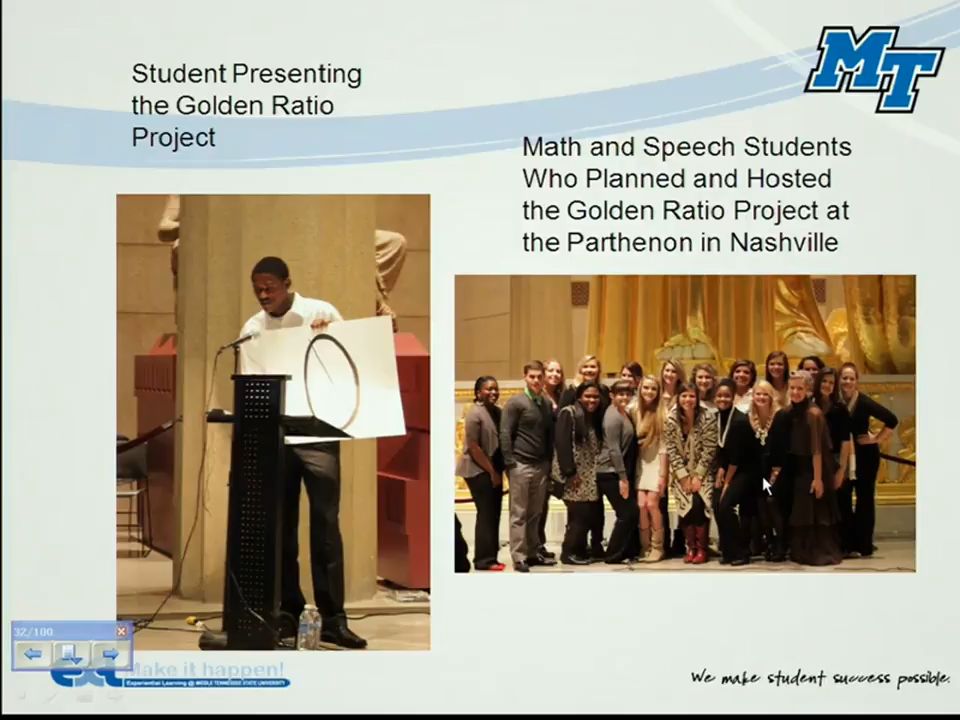 MT
Student Presenting
the Golden Ratio
Project
Math and Speech Students
Who Planned and Hosted
the Golden Ratio Project at
the Parthenon in Nashville
32/100
exl Make it happen!
Experiential Learning @ MIDDLE TENNESSEE STATE UNIVERSITY
We make student success possible.